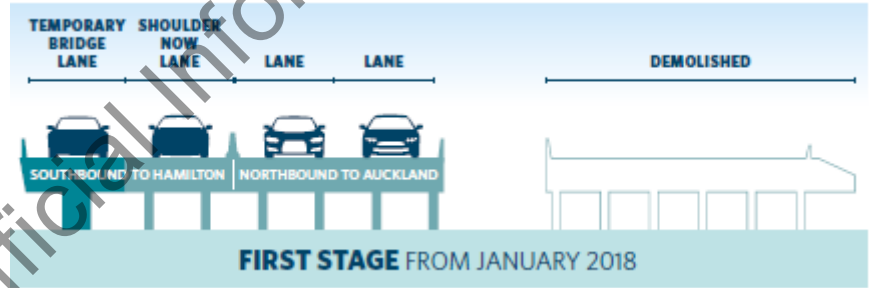 TEMPORARY
BRIDGE
LANE
SHOULDER
NOW
LANE
LANE
LANE
DEMOLISHED
SOUTHBOUND TO HAMILTON
NORTHBOUND TO AUCKLAND
FIRST STAGE FROM JANUARY 2018